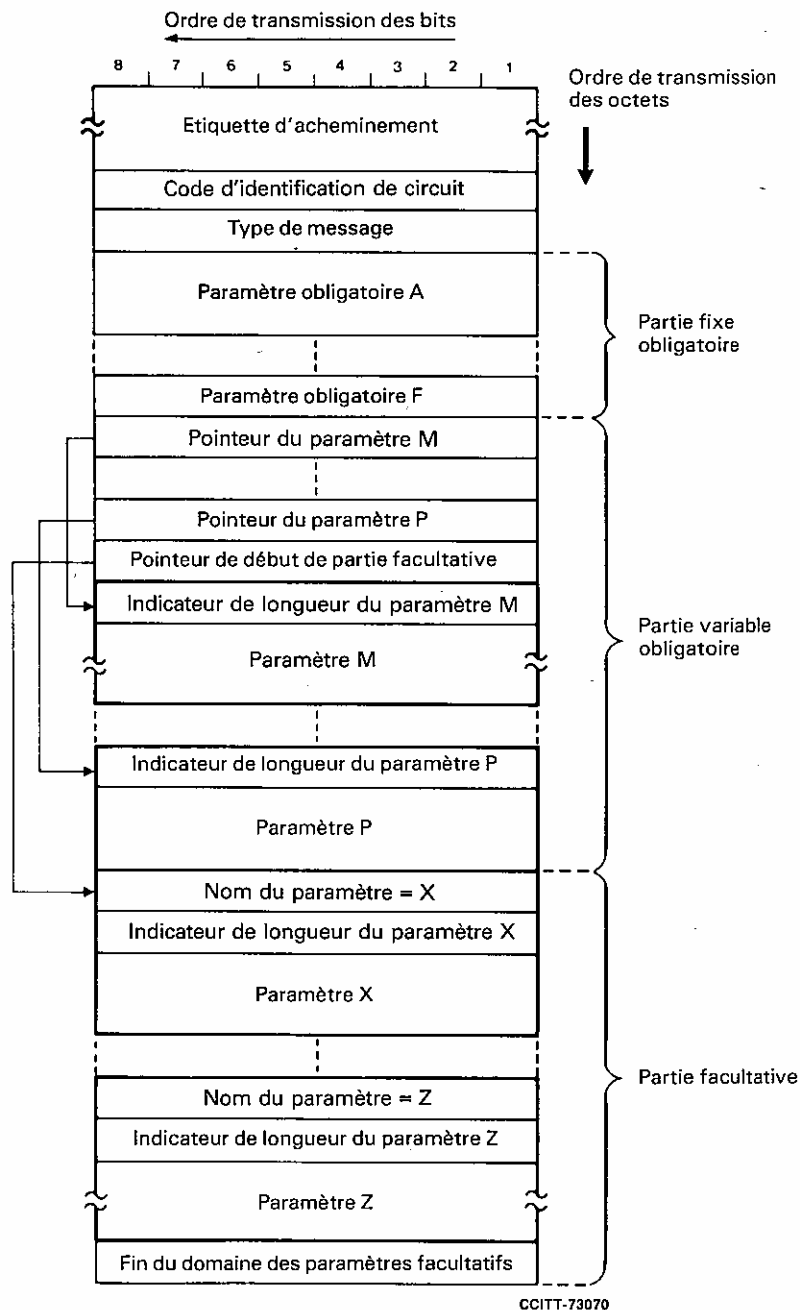 Ordre de transmission des bits
8 7 6 5 4 3 2 1
Ordre de transmission
des octets
Etiquette d'acheminement
Code d'identification de circuit
Type de message
Paramètre obligatoire A
Partie fixe
obligatoire
Paramètre obligatoire F
Pointeur du paramètre M
Pointeur du paramètre P
Pointeur de début de partie facultative
Indicateur de longueur du paramètre M
Partie variable
obligatoire
Paramètre M
Indicateur de longueur du paramètre P
Paramètre P
Nom du paramètre = X
Indicateur de longueur du paramètre X
Paramètre X
Partie facultative
Nom du paramètre = Z
Indicateur de longueur du paramètre Z
Paramètre Z
Fin du domaine des paramètres facultatifs
CCITT-73070